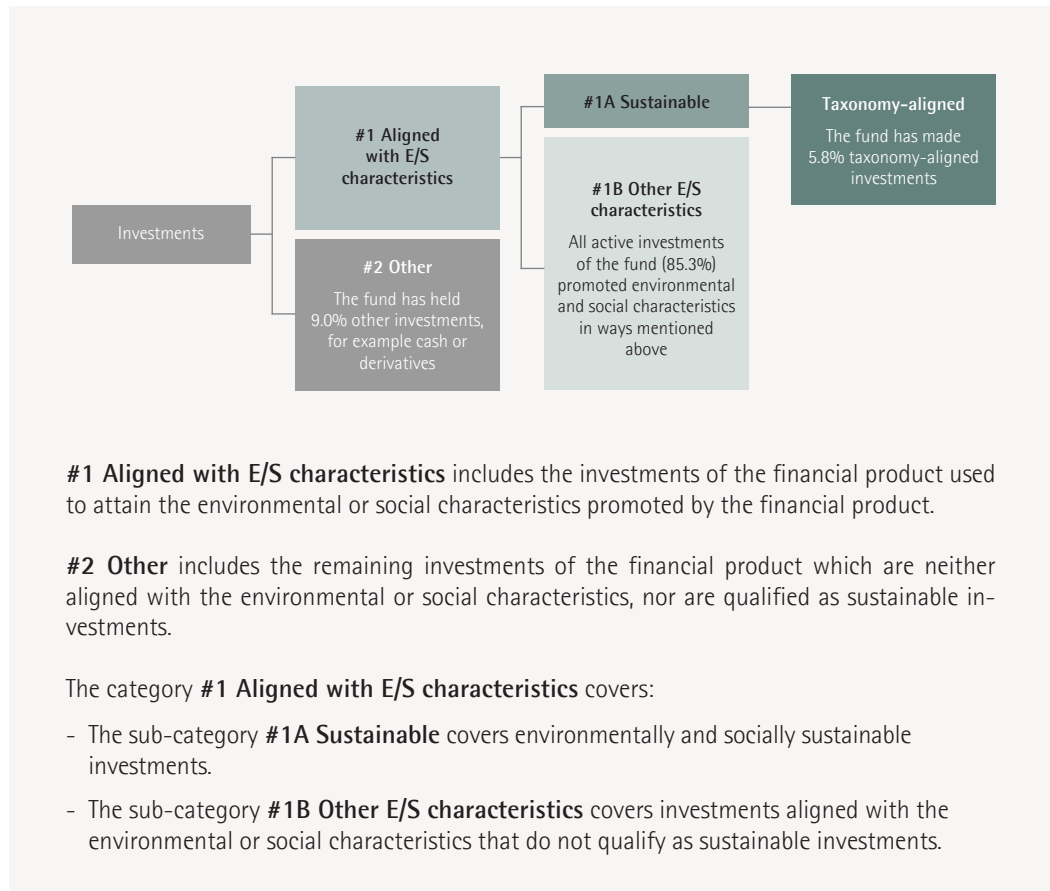 Investments
#1 Aligned
with E/S
characteristics
#2 Other
The fund has held
9.0% other investments,
for example cash or
derivatives
#1A Sustainable
#1B Other E/S
characteristics
All active investments
of the fund (85.3%)
promoted environmental
and social characteristics
in ways mentioned
above
Taxonomy-aligned
The fund has made
5.8% taxonomy-aligned
investments
#1 Aligned with E/S characteristics includes the investments of the financial product used
to attain the environmental or social characteristics promoted by the financial product.
#2 Other includes the remaining investments of the financial product which are neither
aligned with the environmental or social characteristics, nor are qualified as sustainable in-
vestments.
The category #1 Aligned with E/S characteristics covers:
- The sub-category #1A Sustainable covers environmentally and socially sustainable
investments.
- The sub-category #1B Other E/S characteristics covers investments aligned with the
environmental or social characteristics that do not qualify as sustainable investments.